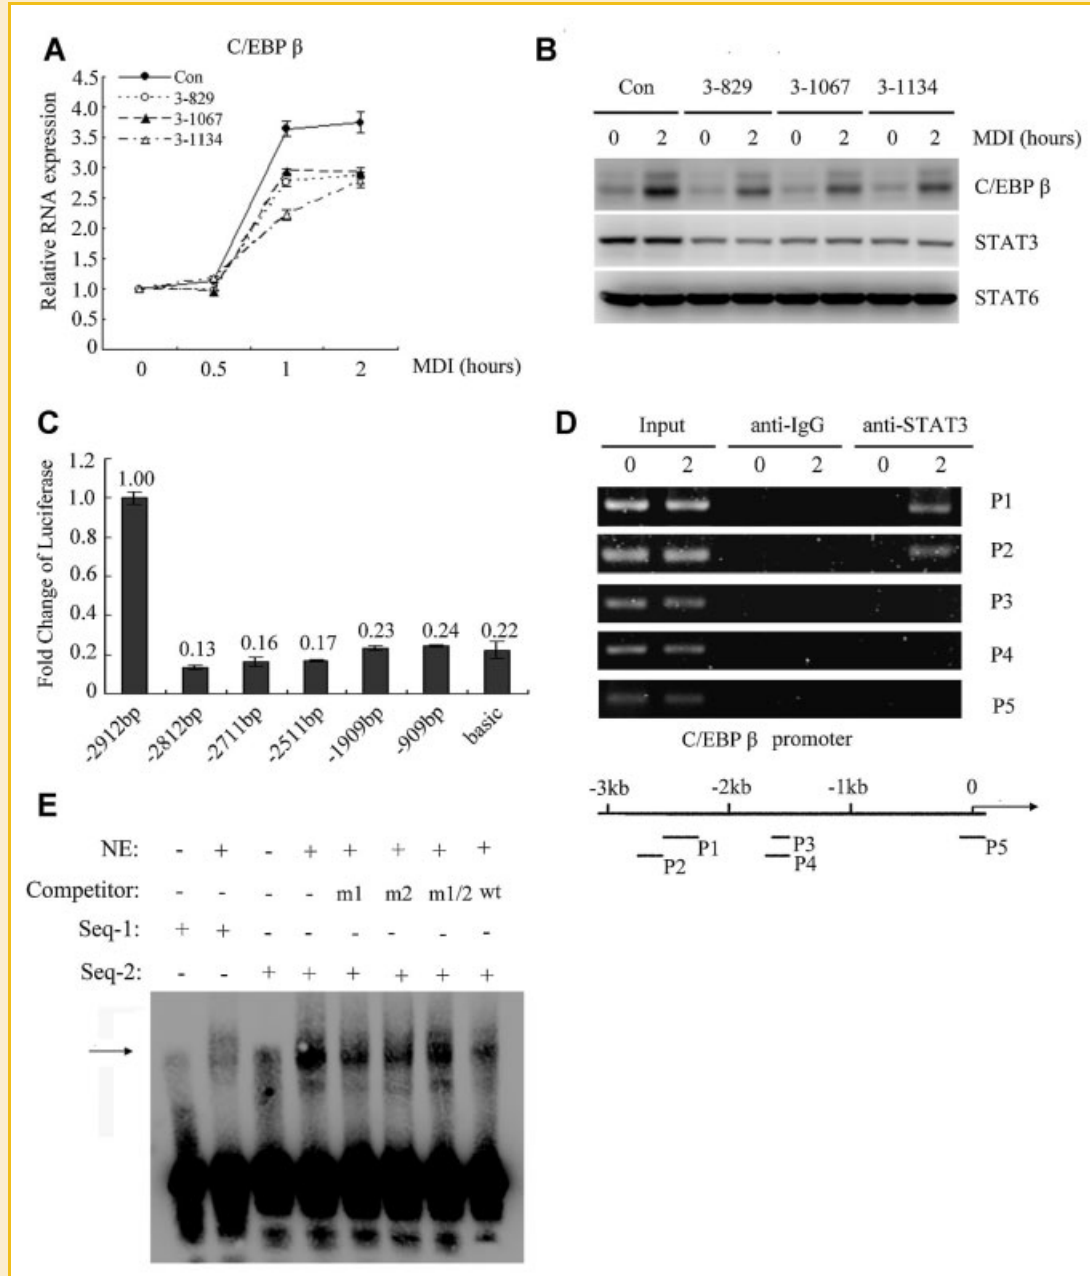 A
C/EBP β
Con
3-829
3-1067
3-1134
4.5
4.0
3.5
3.0
2.5
2.0
1.5
1.0
0.5
0
Relative RNA expression
0 0.5 1 2 MDI (hours)
B
Con 3-829 3-1067 3-1134
0 2 0 2 0 2 0 2 MDI (hours)
C/EBP β
STAT3
STAT6
C
1.2
1.0
0.8
0.6
0.4
0.2
0
Fold Change of Luciferase
1.00 0.13 0.16 0.17 0.23 0.24 0.22
-2912bp -2812bp -2711bp -2511bp -1909bp -909bp basic
D
Input anti-IgG anti-STAT3
0 2 0 2 0 2
P1
P2
P3
P4
P5
C/EBP β promoter
-3kb -2kb -1kb 0
P1 P3 P5
P2 P4
E
NE: - + - + + + + +
Competitor: - - - - m1 m2 m1/2 wt
Seq-1: + + - - - - - -
Seq-2: - - + + + + + +